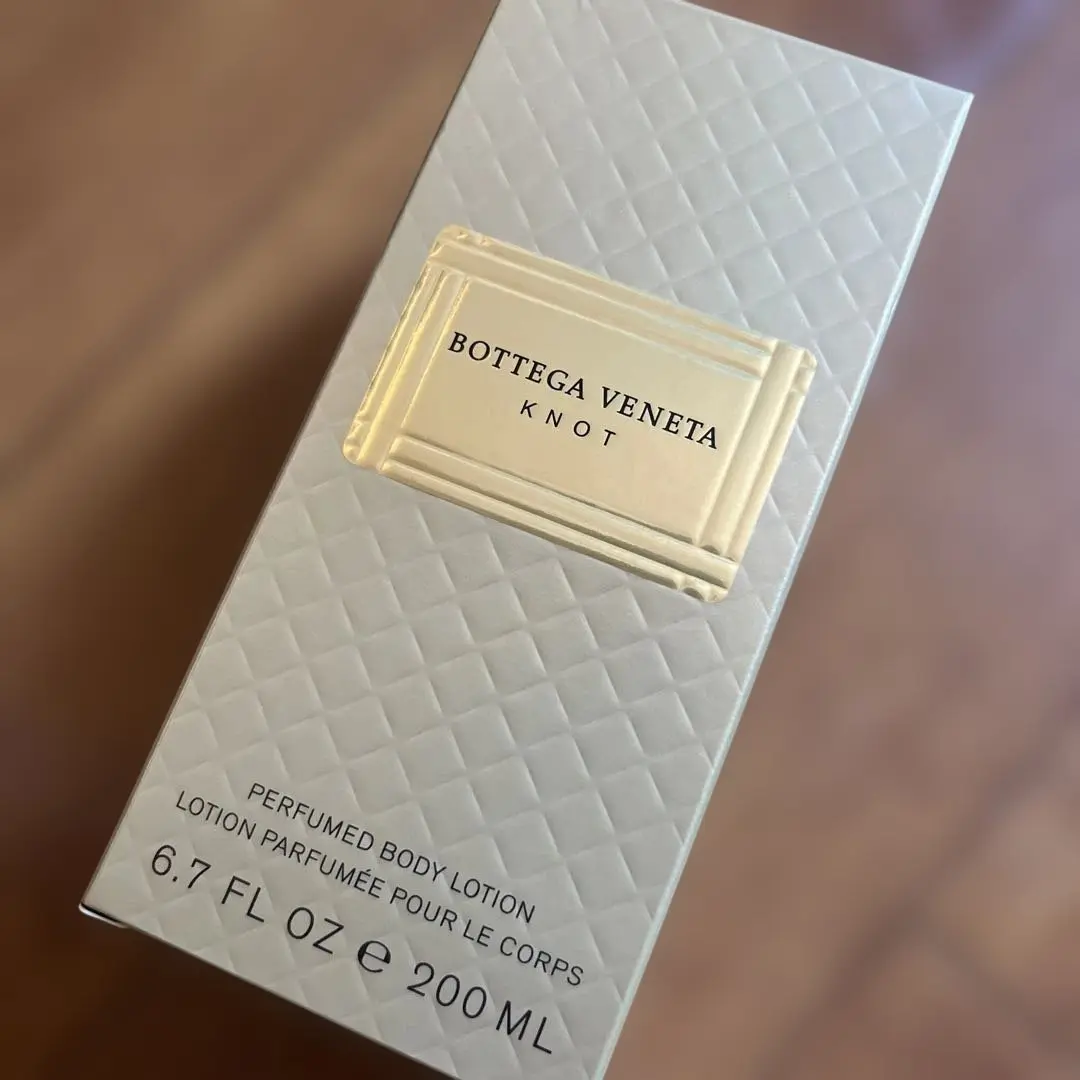 BOTTEGA VENETA
KNOT
PERFUMED BODY LOTION
LOTION PARFUMÉE POUR LE CORPS
6.7 FL OZ ℮ 200 ML